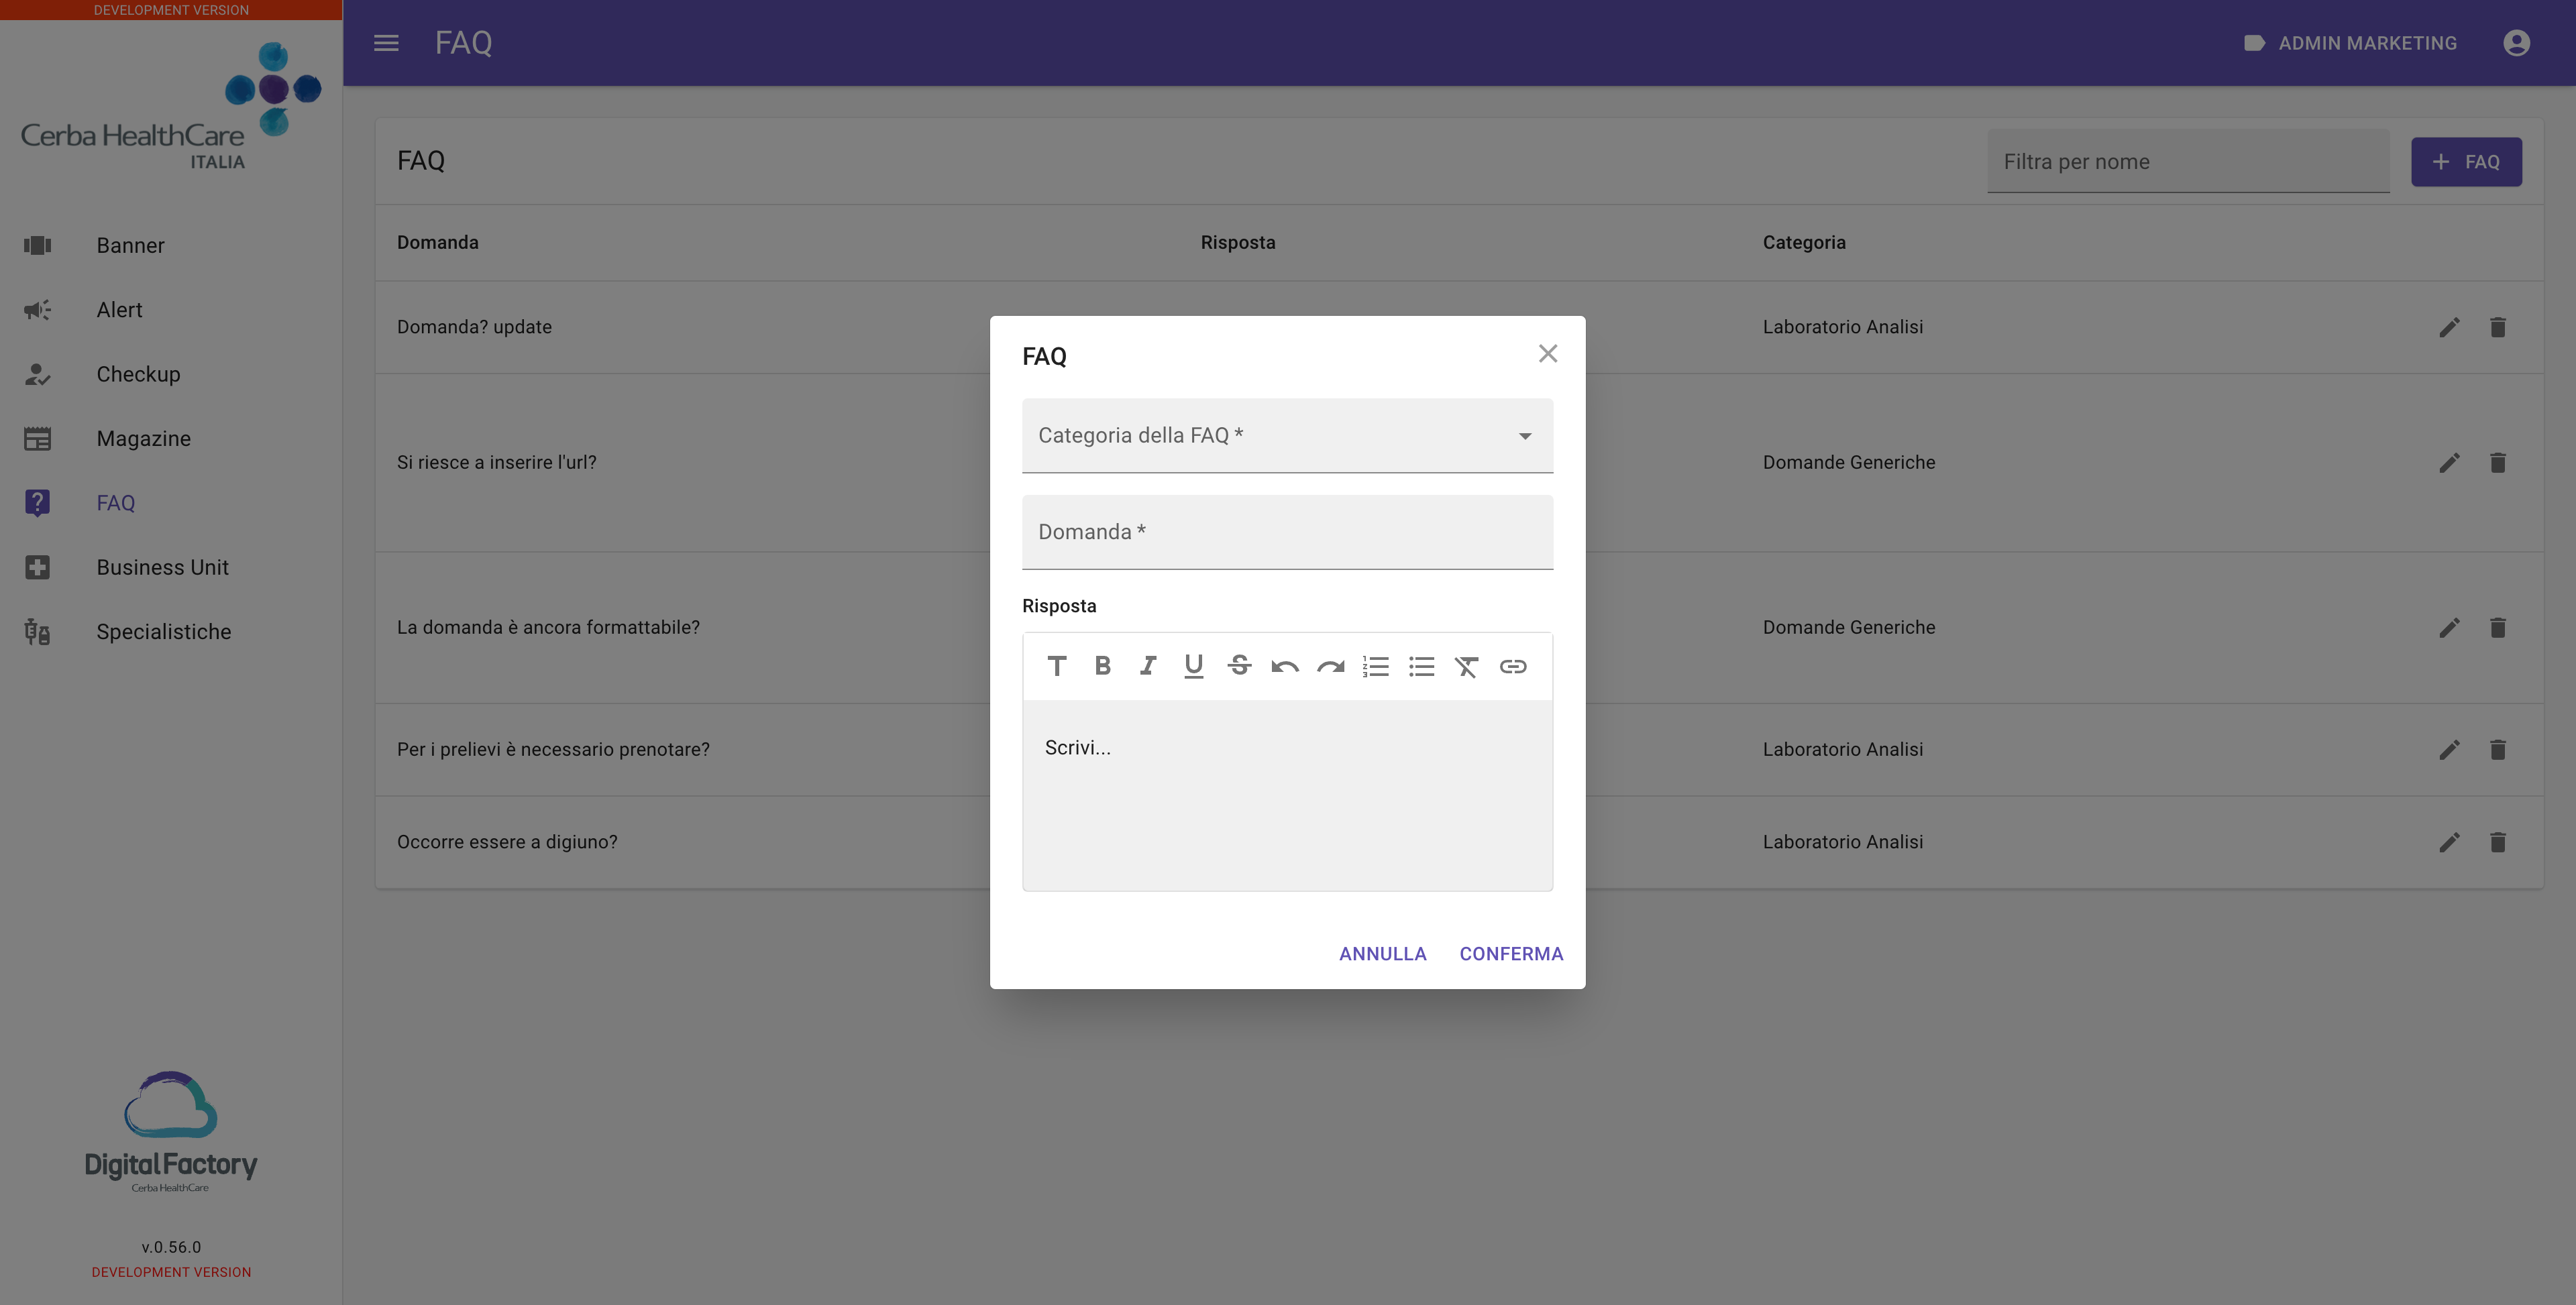 DEVELOPMENT VERSION
Cerba HealthCare
ITALIA
Banner
Alert
Checkup
Magazine
FAQ
Business Unit
Specialistiche
DigitalFactory
Cerba HealthCare
v.0.56.0
DEVELOPMENT VERSION
FAQ
ADMIN MARKETING
FAQ
Filtra per nome
+ FAQ
Domanda Risposta Categoria
Domanda? update Laboratorio Analisi
Si riesce a inserire l'url? Domande Generiche
La domanda è ancora formattabile? Domande Generiche
Per i prelievi è necessario prenotare? Laboratorio Analisi
Occorre essere a digiuno? Laboratorio Analisi
FAQ
Categoria della FAQ *
Domanda *
Risposta
Scrivi...
ANNULLA CONFERMA